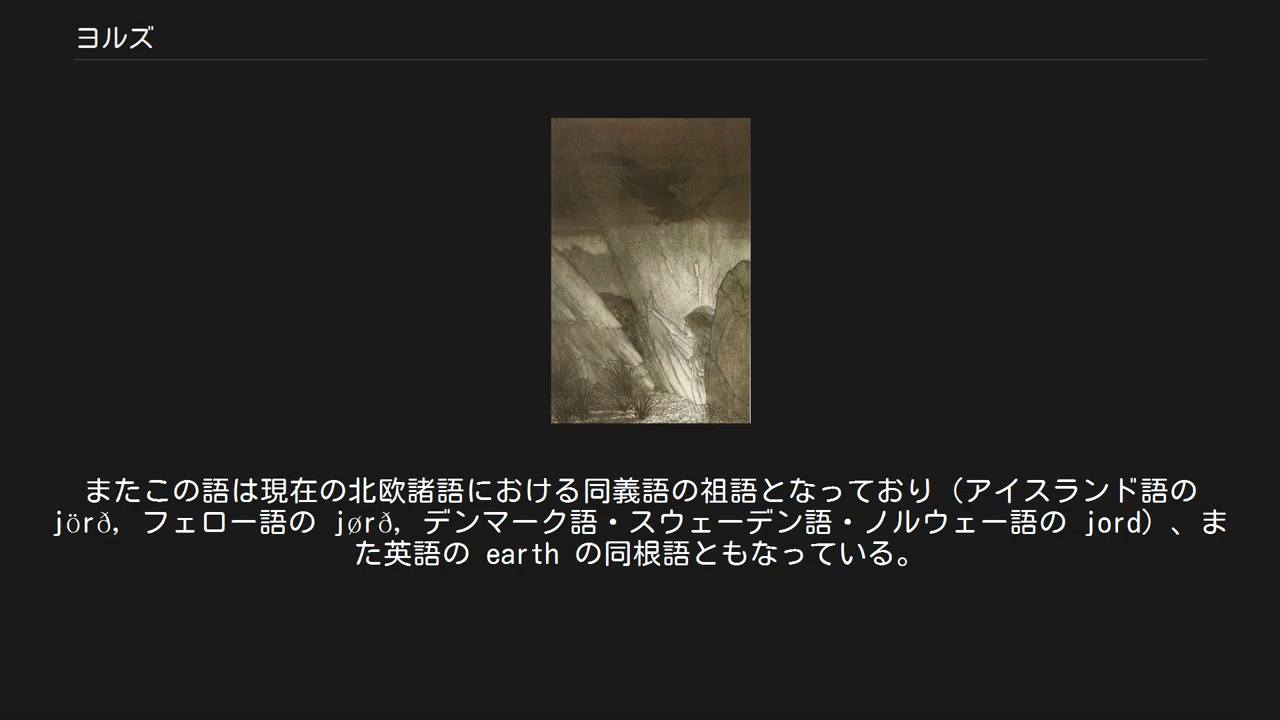 ヨルズ
またこの語は現在の北欧諸語における同義語の祖語となっており（アイスランド語の
jörð, フェロー語の jørð, デンマーク語・スウェーデン語・ノルウェー語の jord）、ま
た英語の earth の同根語ともなっている。